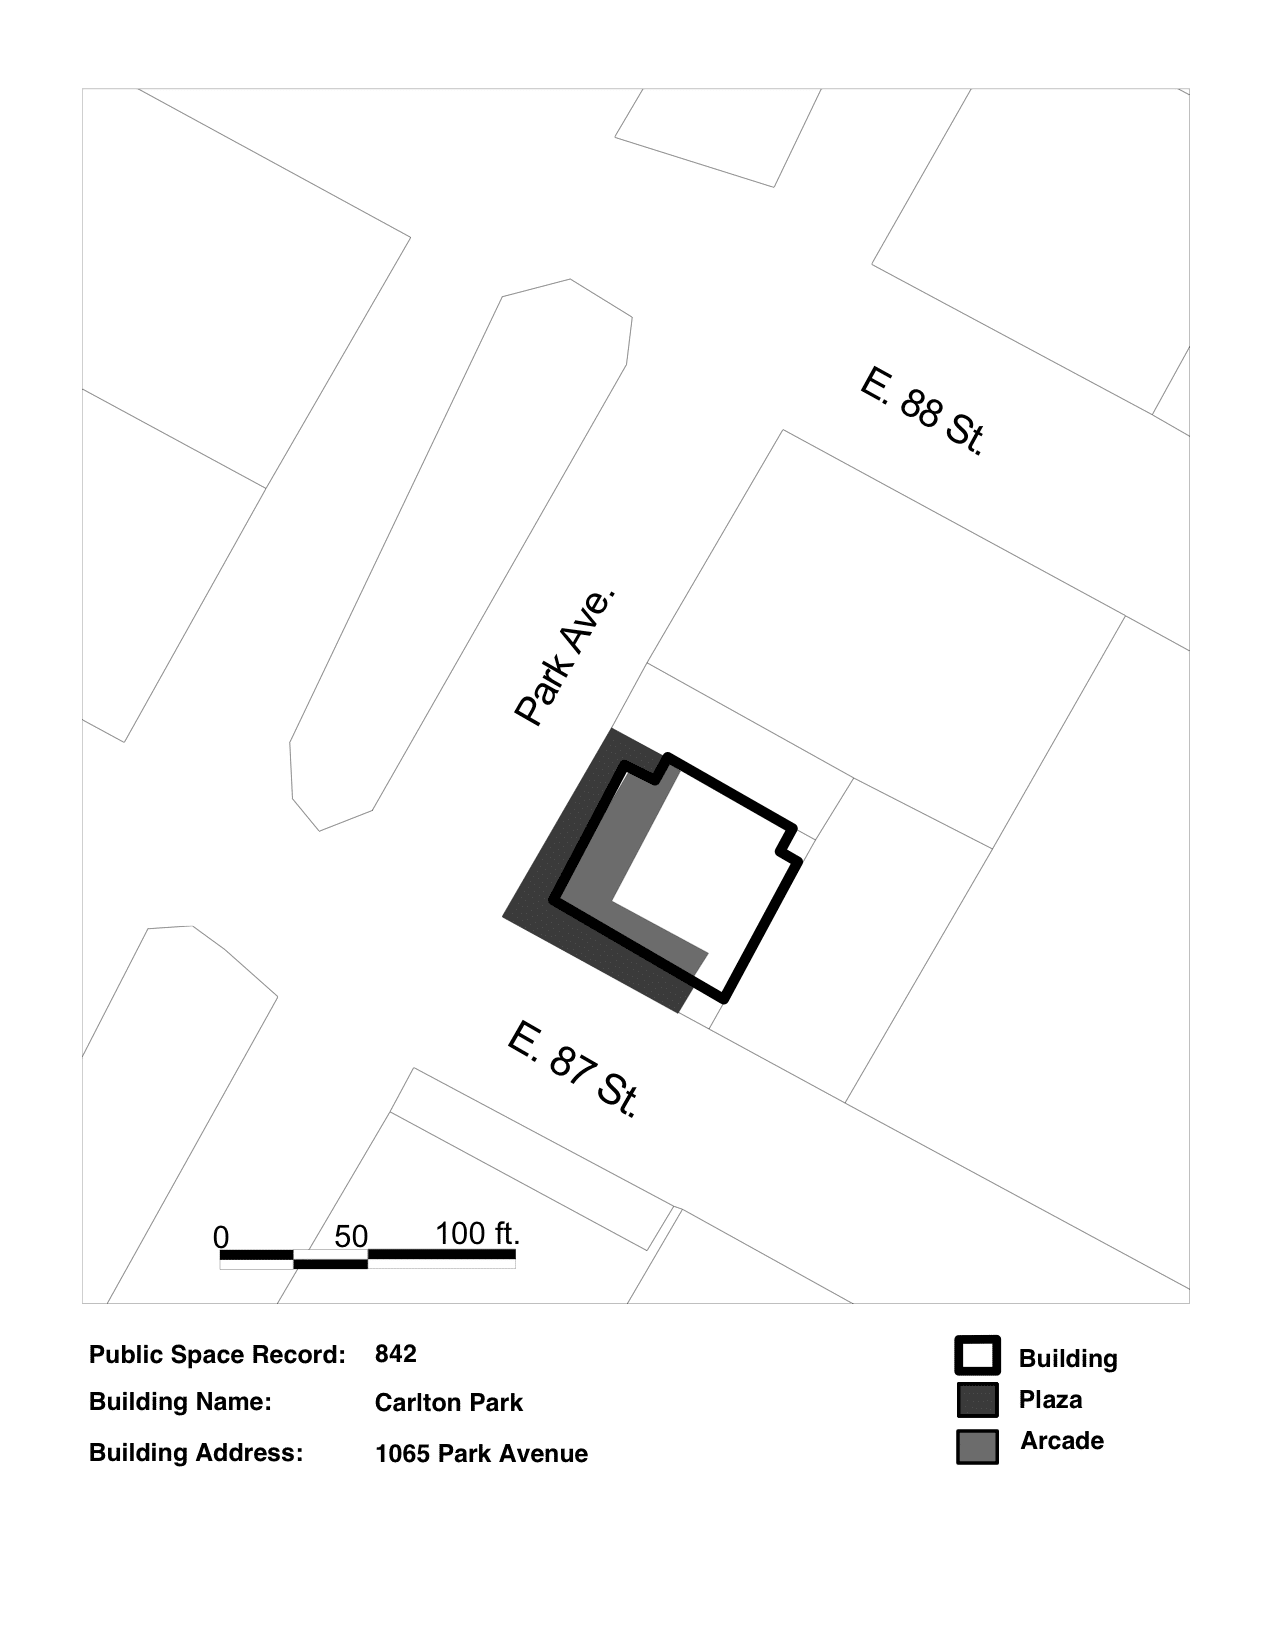 E. 88 St.
Park Ave.
E. 87 St.
0 50 100 ft.
Public Space Record: 842
Building Name: Carlton Park
Building Address: 1065 Park Avenue
Building
Plaza
Arcade